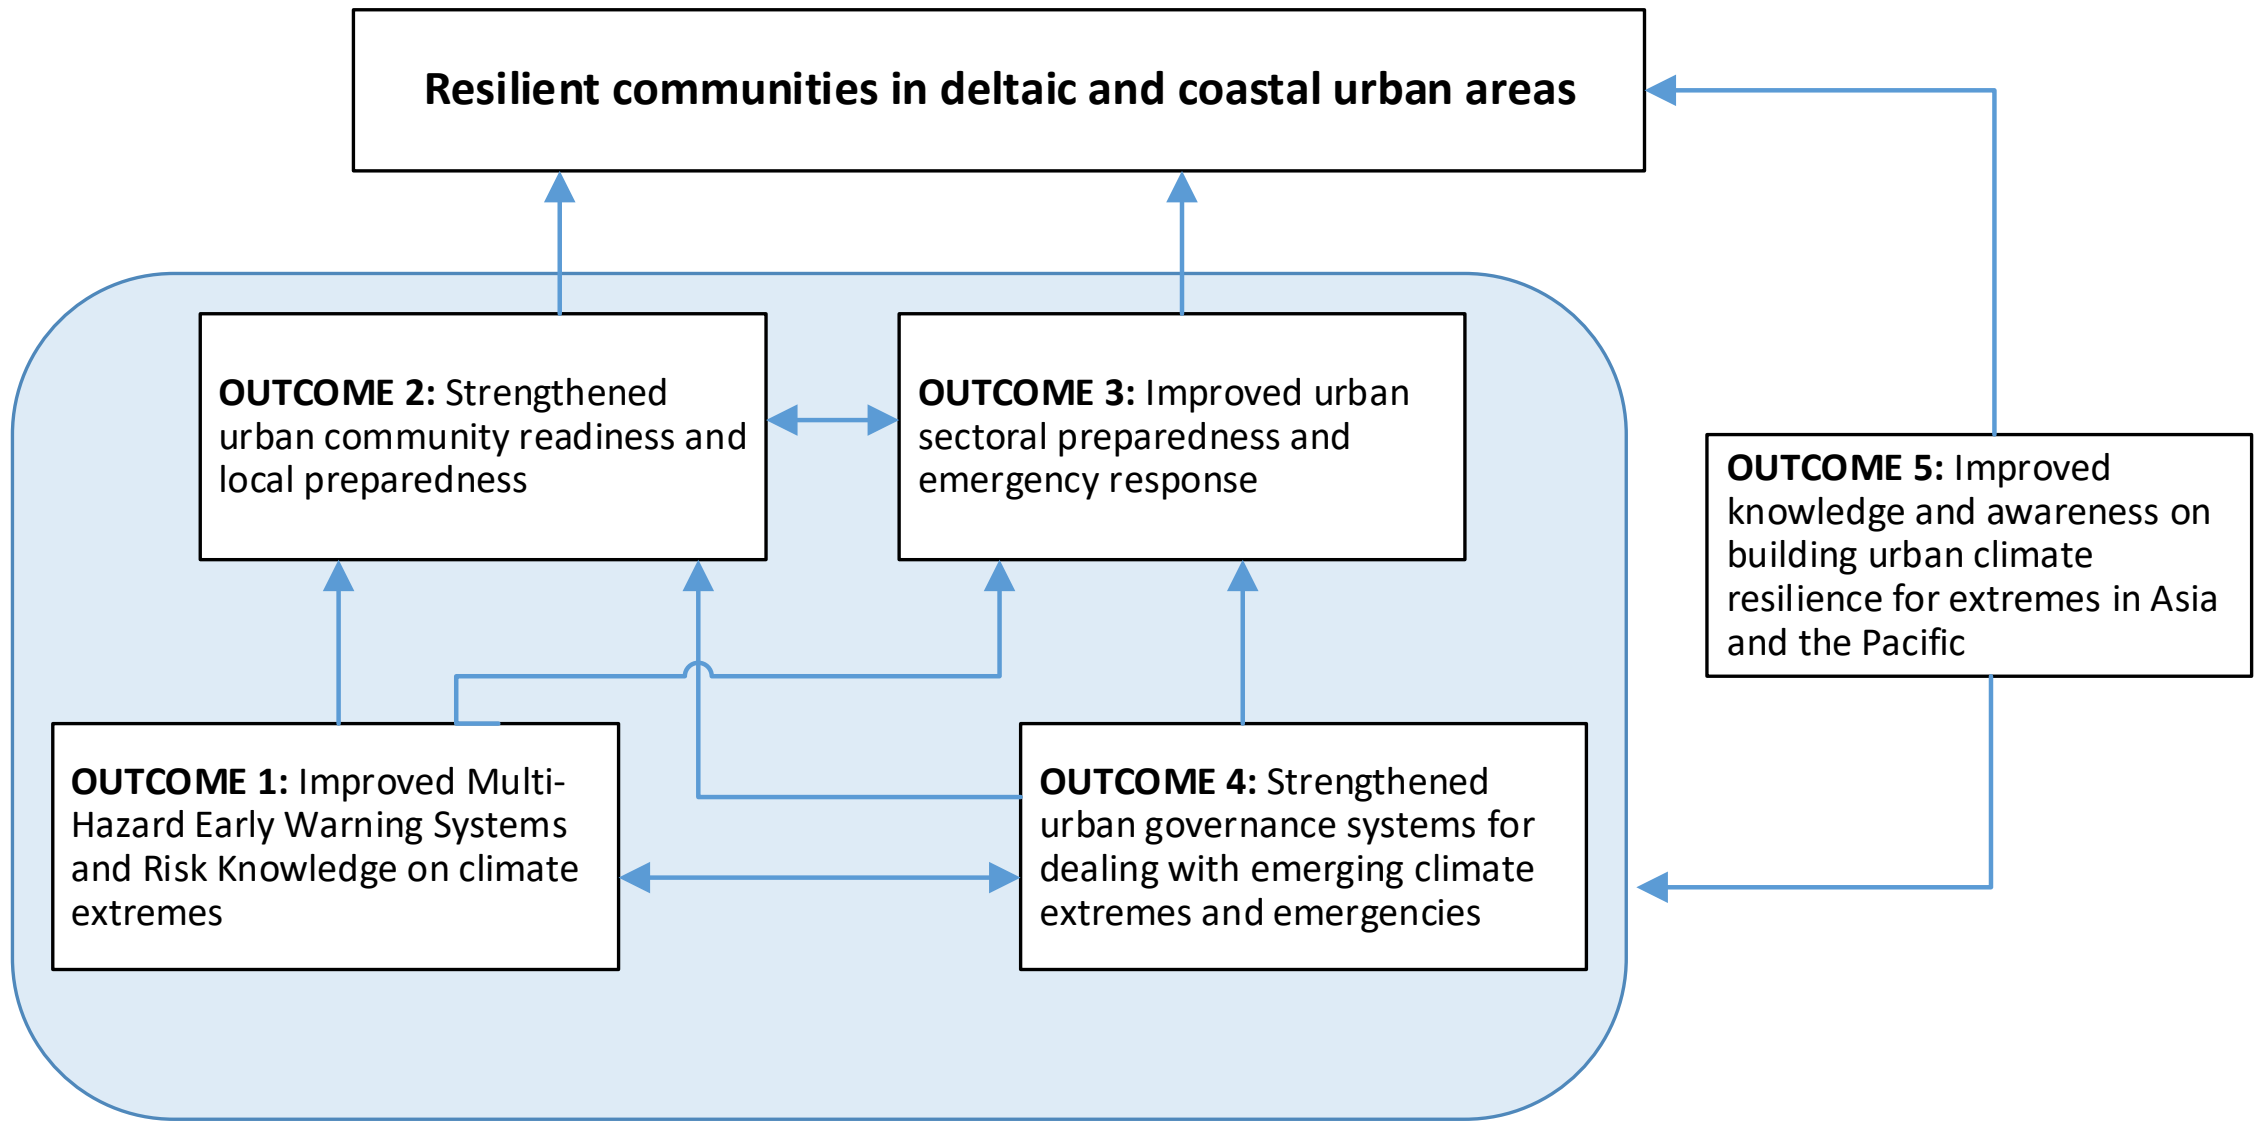 Resilient communities in deltaic and coastal urban areas
OUTCOME 2: Strengthened
urban community readiness and
local preparedness
OUTCOME 3: Improved urban
sectoral preparedness and
emergency response
OUTCOME 5: Improved
knowledge and awareness on
building urban climate
resilience for extremes in Asia
and the Pacific
OUTCOME 1: Improved Multi-
Hazard Early Warning Systems
and Risk Knowledge on climate
extremes
OUTCOME 4: Strengthened
urban governance systems for
dealing with emerging climate
extremes and emergencies